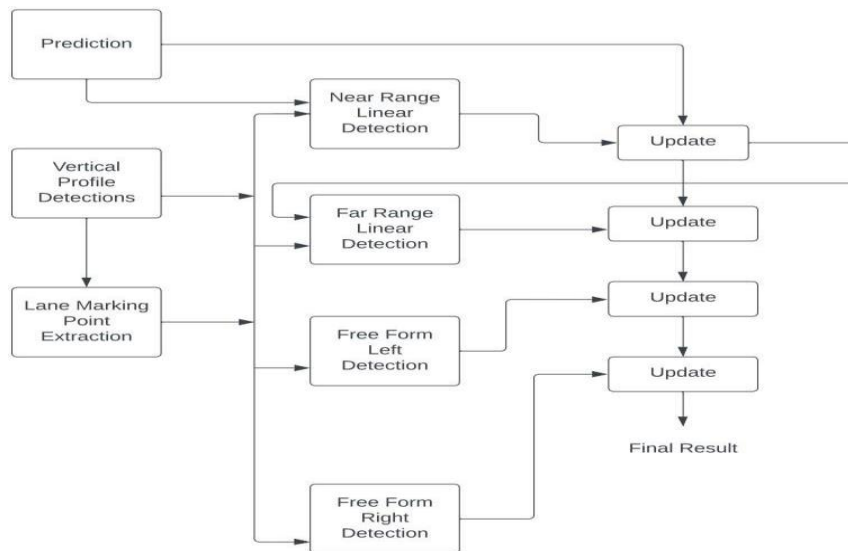 Prediction
Near Range
Linear
Detection
Update
Vertical
Profile
Detections
Far Range
Linear
Detection
Update
Lane Marking
Point
Extraction
Update
Free Form
Left
Detection
Update
Final Result
Free Form
Right
Detection